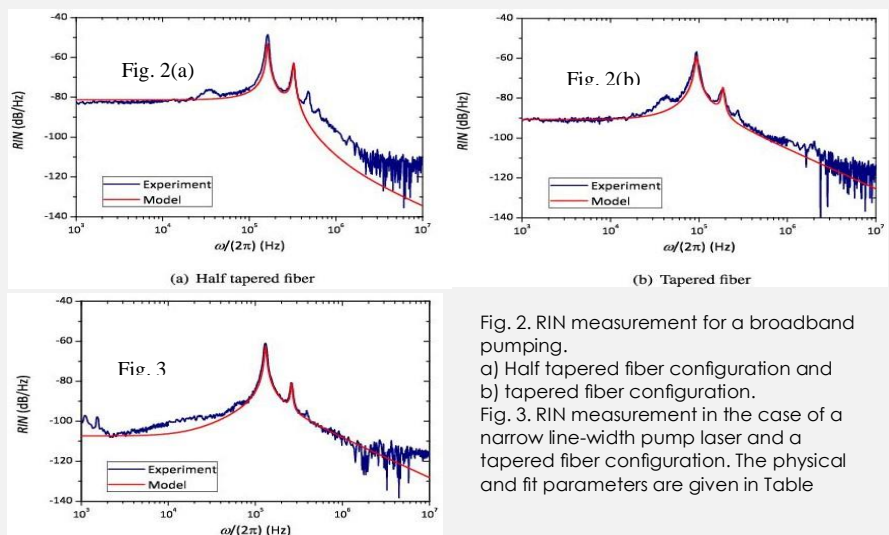 -40
-60
-80
-100
-120
-140
RIN (dB/Hz)
Fig. 2(a)
Experiment
Model
10³ 10⁴ 10⁵ 10⁶ 10⁷
ω/(2π) (Hz)
(a) Half tapered fiber
-40
-60
-80
-100
-120
-140
RIN (dB/Hz)
Fig. 2(b)
Experiment
Model
10³ 10⁴ 10⁵ 10⁶ 10⁷
ω/(2π) (Hz)
(b) Tapered fiber
-40
-60
-80
-100
-120
-140
RIN (dB/Hz)
Fig. 3
Experiment
Model
10³ 10⁴ 10⁵ 10⁶ 10⁷
ω/(2π) (Hz)
Fig. 2. RIN measurement for a broadband
pumping.
a) Half tapered fiber configuration and
b) tapered fiber configuration.
Fig. 3. RIN measurement in the case of a
narrow line-width pump laser and a
tapered fiber configuration. The physical
and fit parameters are given in Table